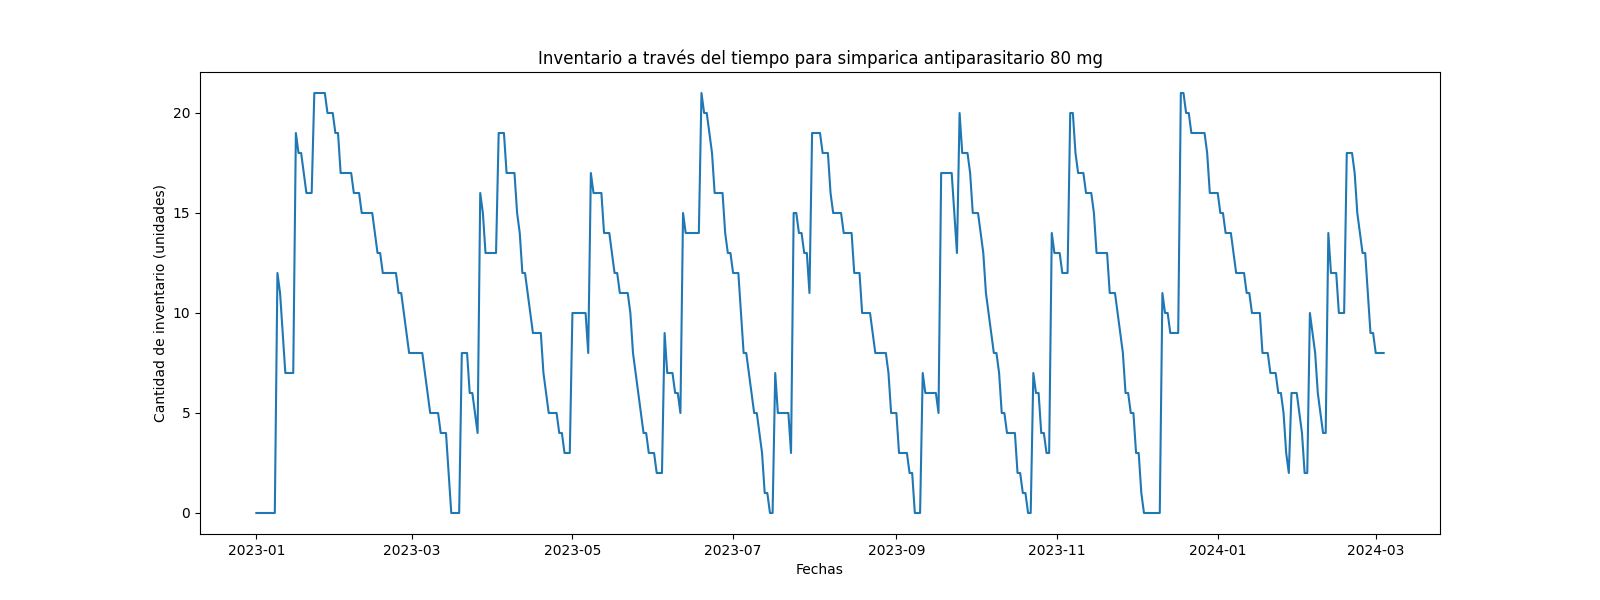 Inventario a través del tiempo para simparica antiparasitario 80 mg
Cantidad de inventario (unidades)
20
15
10
5
0
2023-01 2023-03 2023-05 2023-07 2023-09 2023-11 2024-01 2024-03
Fechas